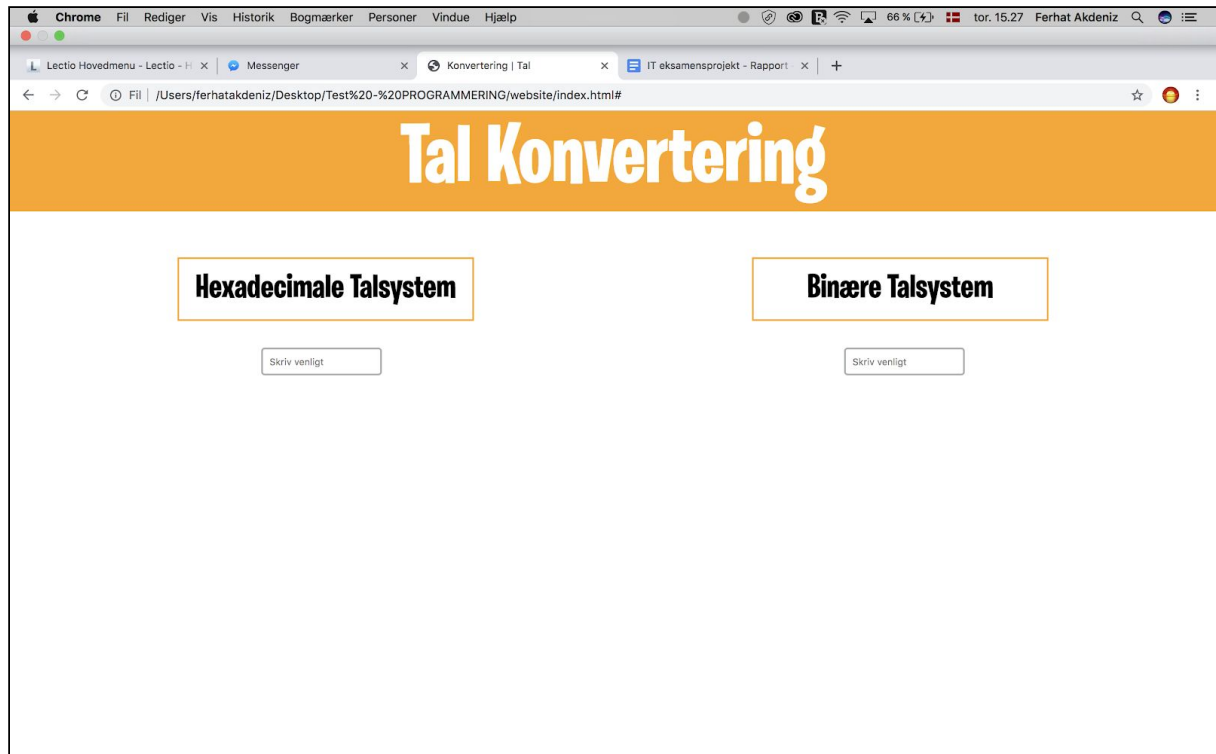 Chrome Fil Rediger Vis Historik Bogmærker Personer Vindue Hjælp 66 % tor. 15.27 Ferhat Akdeniz
Lectio Hovedmenu - Lectio - H Messenger Konvertering | Tal IT eksamensprojekt - Rapport
Fil | /Users/ferhatakdeniz/Desktop/Test%20-%20PROGRAMMERING/website/index.html#
Tal Konvertering
Hexadecimale Talsystem Binære Talsystem
Skriv venligt Skriv venligt